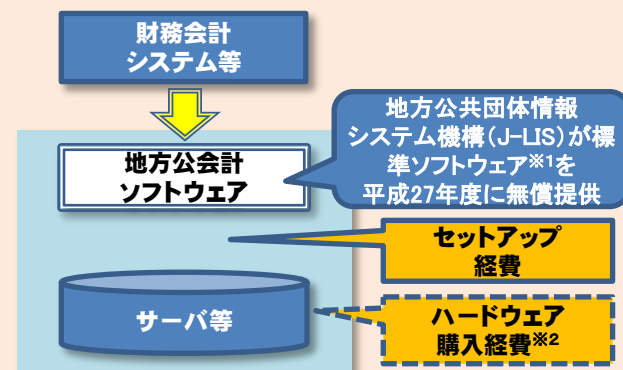 財務会計
システム等
地方公共団体情報
システム機構(J-LIS)が標
準ソフトウェア※1を
平成27年度に無償提供
地方公会計
ソフトウェア
セットアップ
経費
サーバ等
ハードウェア
購入経費※2